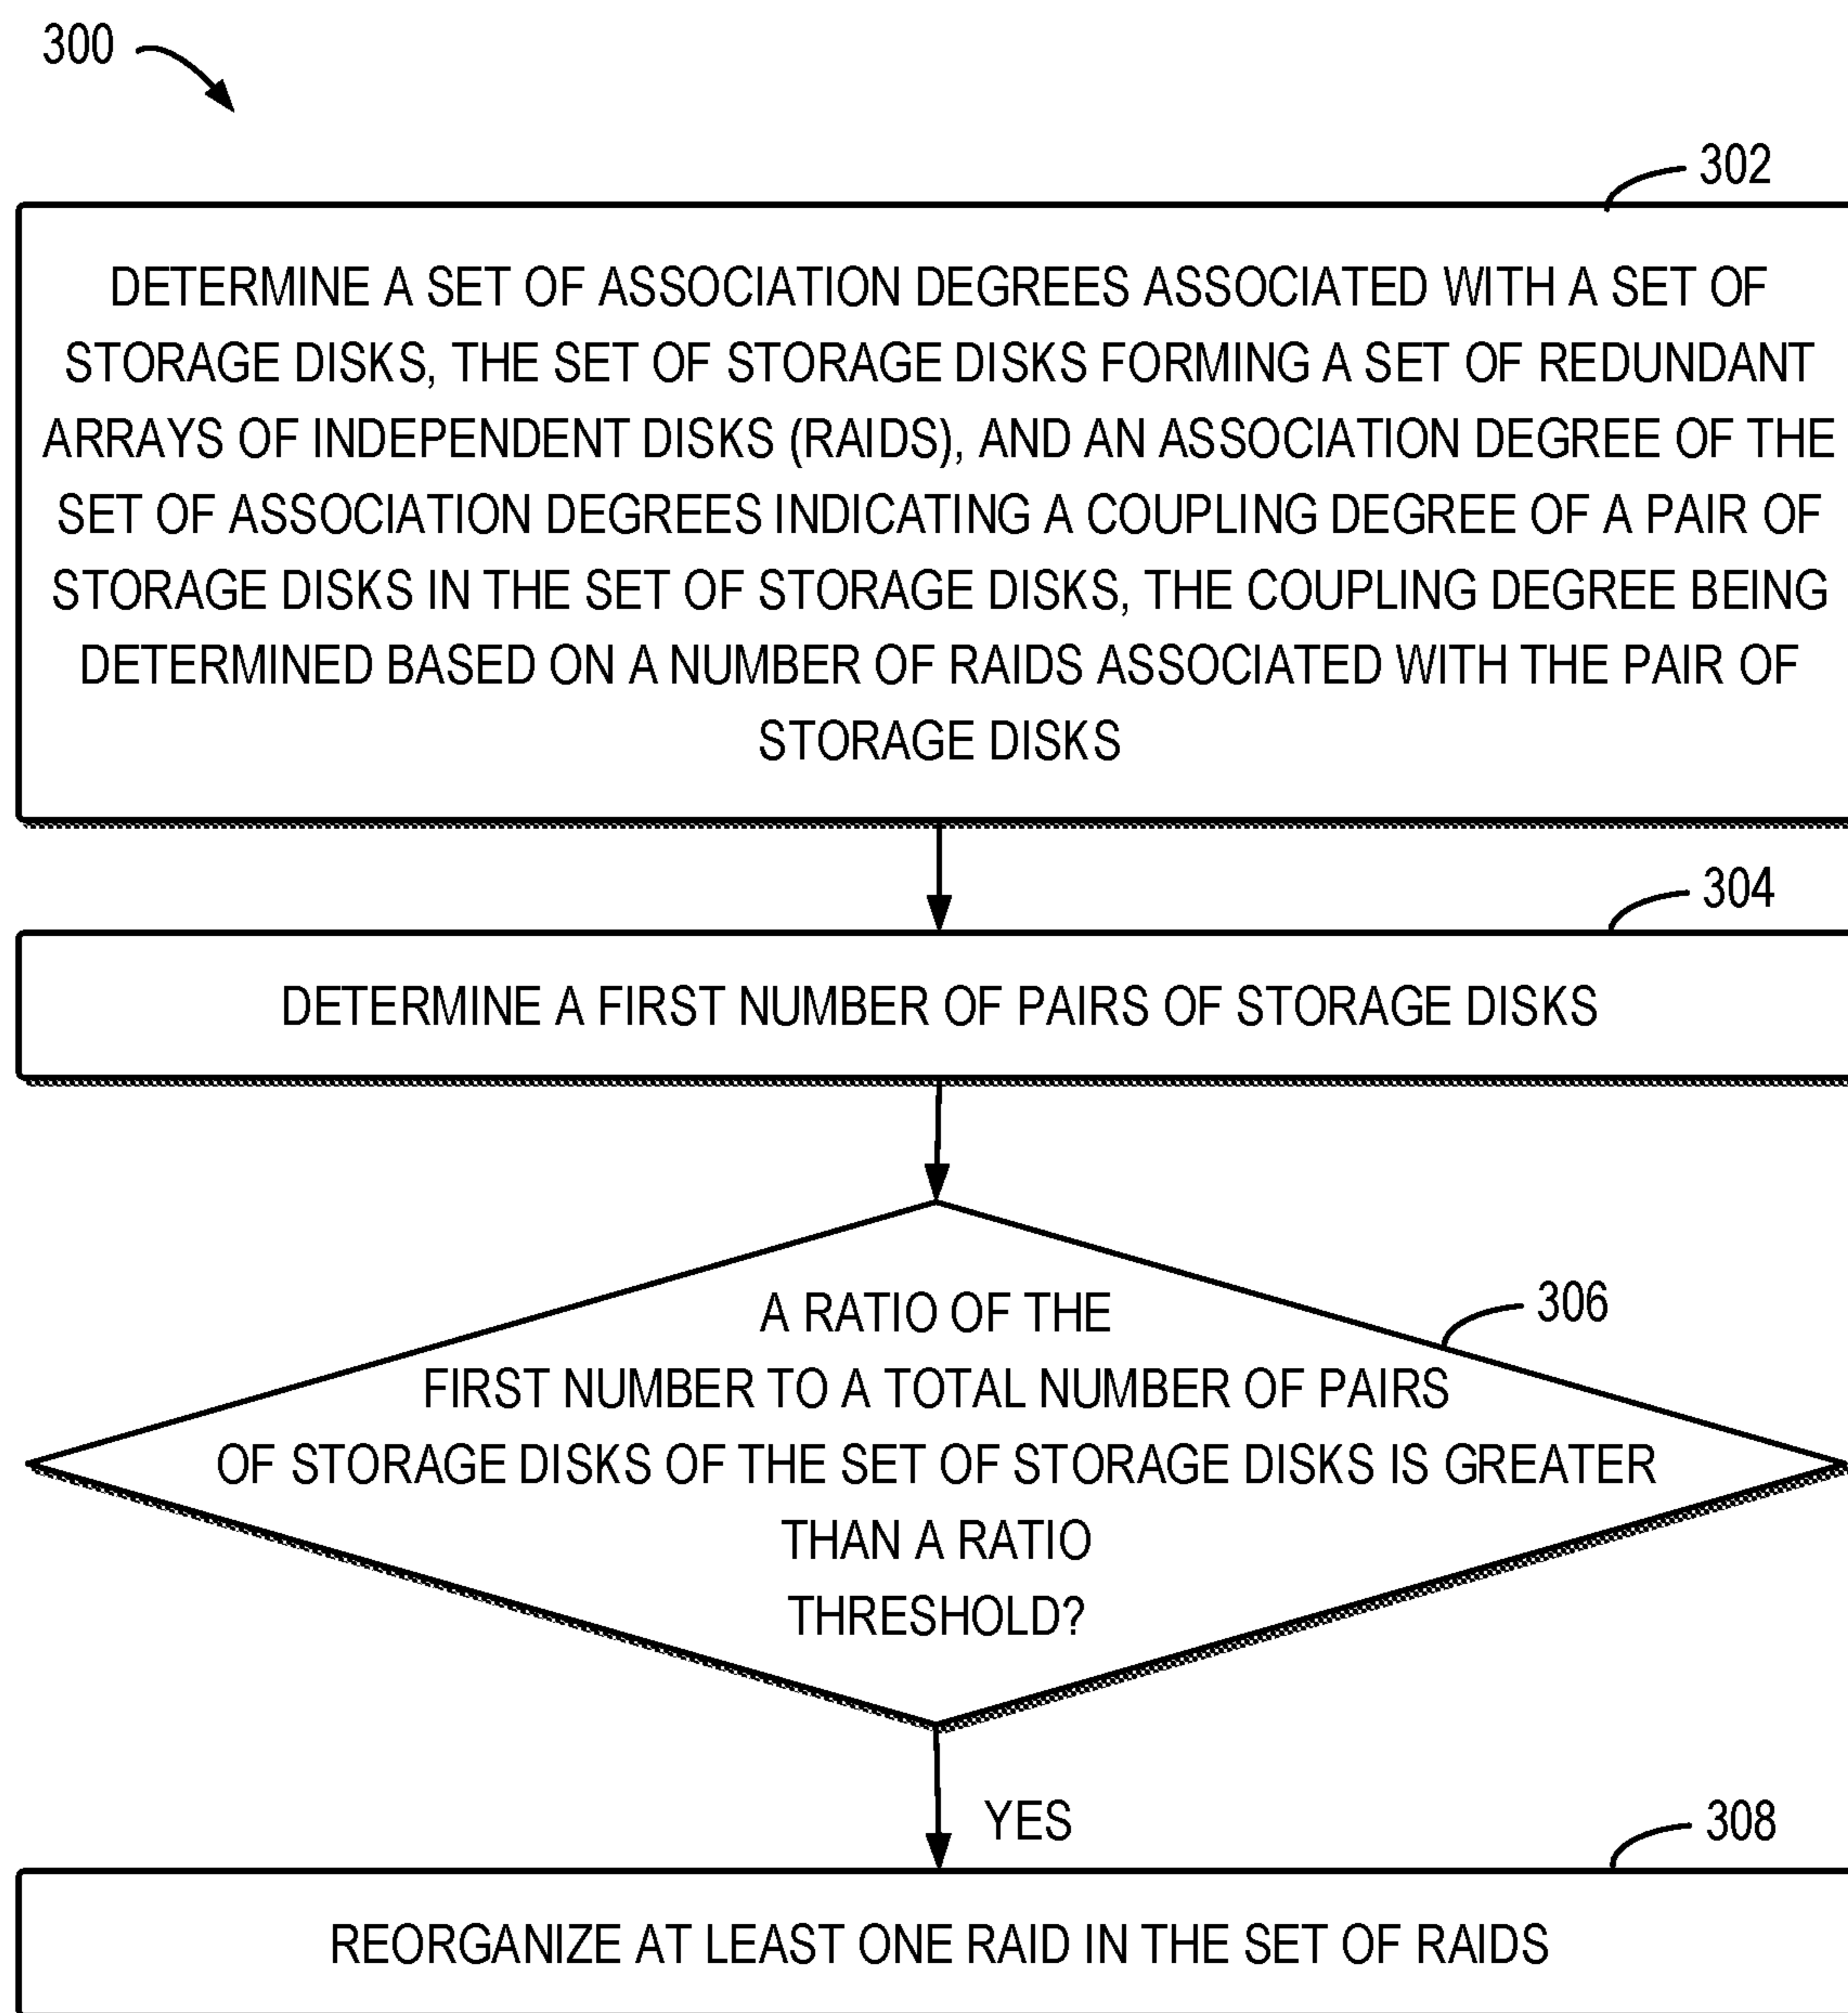 300
302
DETERMINE A SET OF ASSOCIATION DEGREES ASSOCIATED WITH A SET OF
STORAGE DISKS, THE SET OF STORAGE DISKS FORMING A SET OF REDUNDANT
ARRAYS OF INDEPENDENT DISKS (RAIDS), AND AN ASSOCIATION DEGREE OF THE
SET OF ASSOCIATION DEGREES INDICATING A COUPLING DEGREE OF A PAIR OF
STORAGE DISKS IN THE SET OF STORAGE DISKS, THE COUPLING DEGREE BEING
DETERMINED BASED ON A NUMBER OF RAIDS ASSOCIATED WITH THE PAIR OF
STORAGE DISKS
304
DETERMINE A FIRST NUMBER OF PAIRS OF STORAGE DISKS
306
A RATIO OF THE
FIRST NUMBER TO A TOTAL NUMBER OF PAIRS
OF STORAGE DISKS OF THE SET OF STORAGE DISKS IS GREATER
THAN A RATIO
THRESHOLD?
YES
308
REORGANIZE AT LEAST ONE RAID IN THE SET OF RAIDS